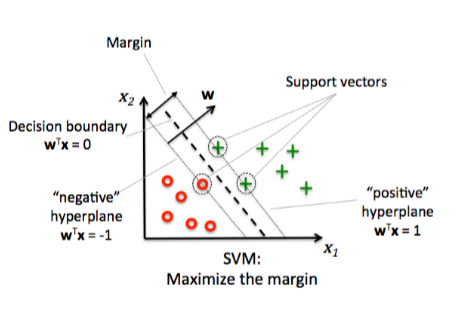 Margin
X₂
w
Support vectors
Decision boundary
wᵀx = 0
“negative”
hyperplane
wᵀx = -1
“positive”
hyperplane
wᵀx = 1
X₁
SVM:
Maximize the margin